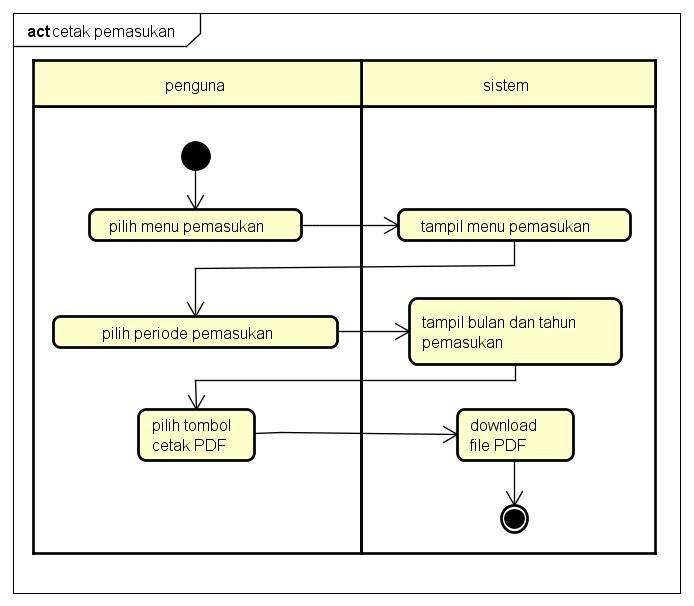 act cetak pemasukan
penguna
sistem
pilih menu pemasukan
tampil menu pemasukan
pilih periode pemasukan
tampil bulan dan tahun
pemasukan
pilih tombol
cetak PDF
download
file PDF